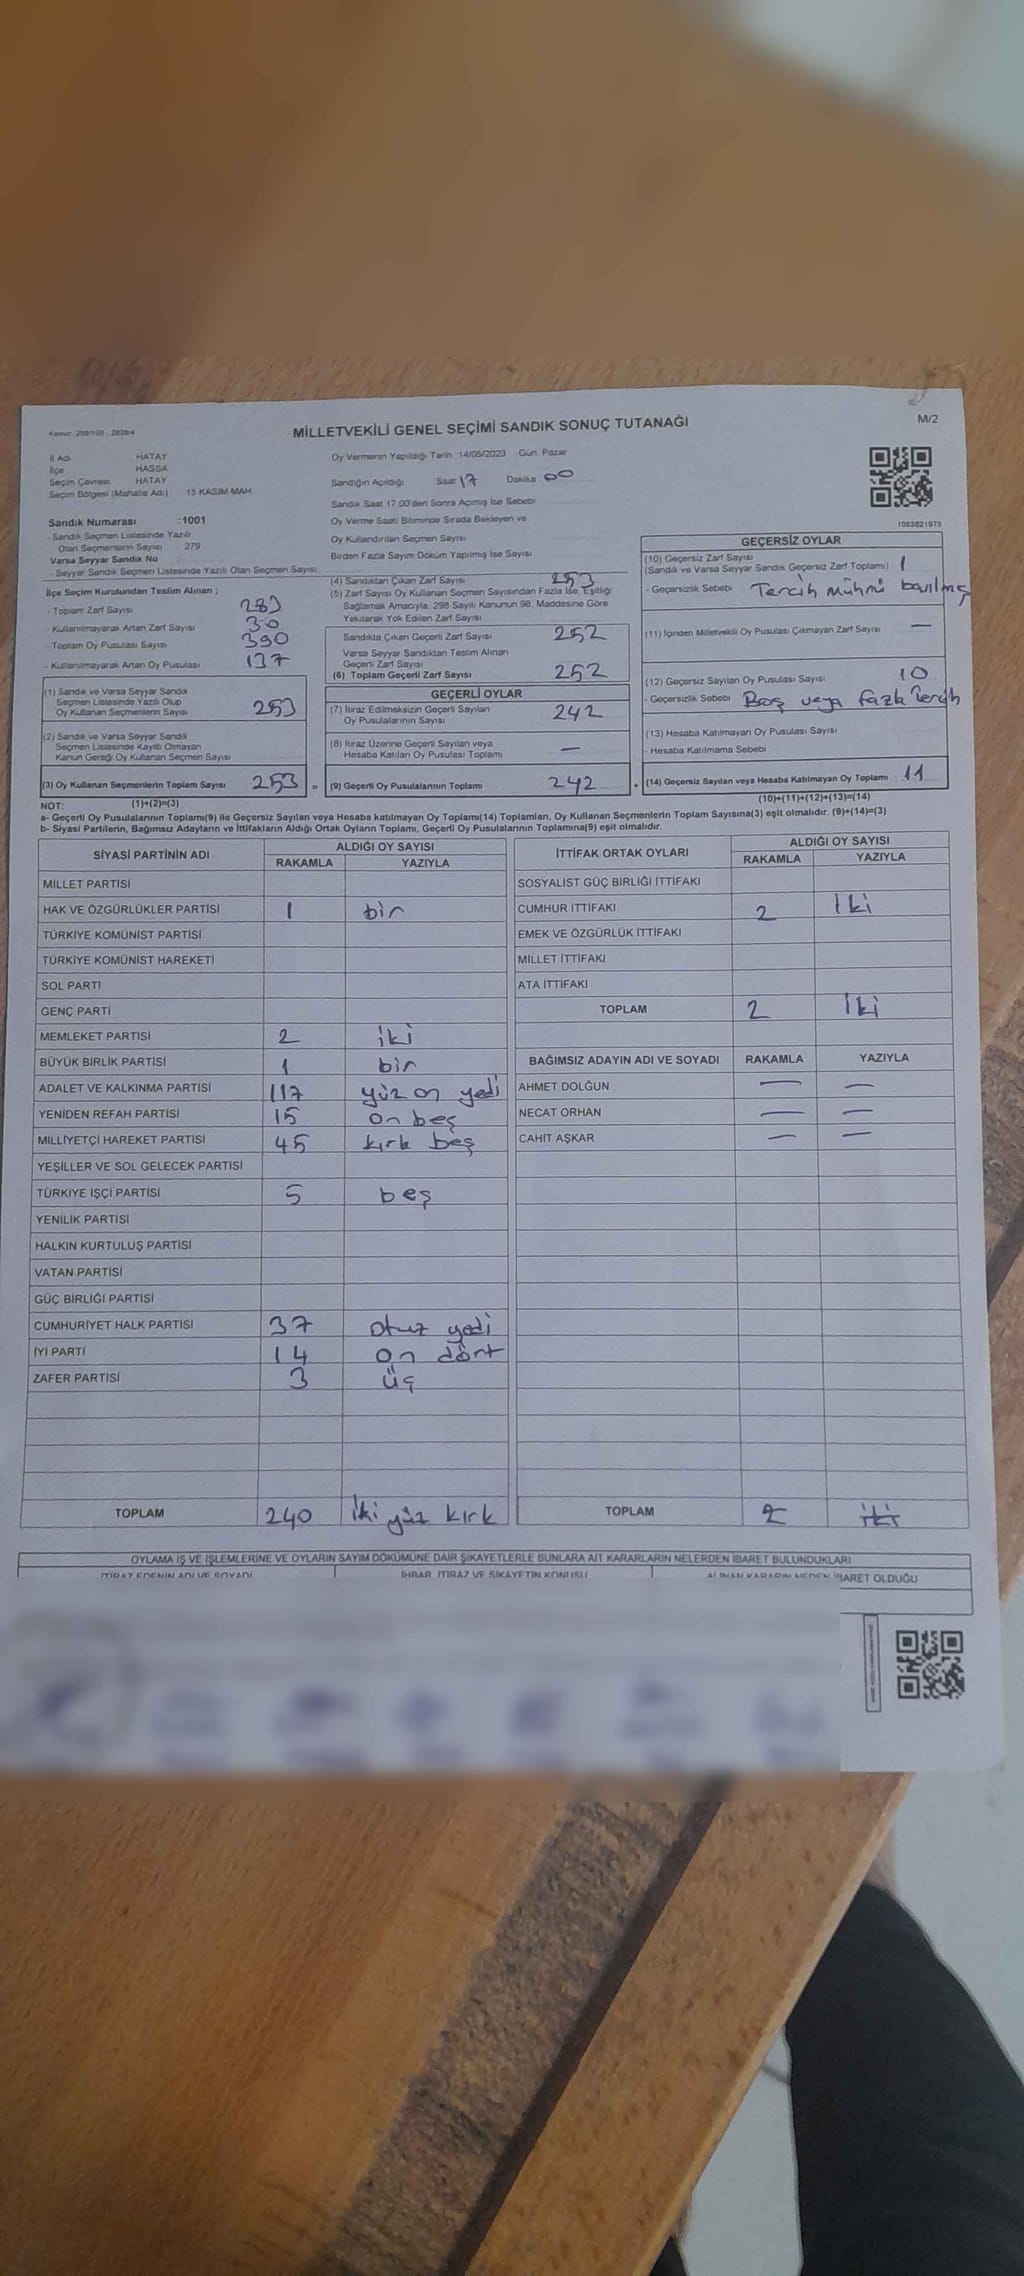 Kanun: 298/105 , 2839/4
MİLLETVEKİLİ GENEL SEÇİMİ SANDIK SONUÇ TUTANAĞI
M/2
İl Adı HATAY
İlçe HASSA
Seçim Çevresi HATAY
Seçim Bölgesi (Mahalle Adı) 15 KASIM MAH.
Sandık Numarası :1001
- Sandık Seçmen Listesinde Yazılı
Olan Seçmenlerin Sayısı 279
Varsa Seyyar Sandık No
- Seyyar Sandık Seçmen Listesinde Yazılı Olan Seçmen Sayısı:
İlçe Seçim Kurulundan Teslim Alınan ;
- Toplam Zarf Sayısı 283
- Kullanılmayarak Artan Zarf Sayısı 30
- Toplam Oy Pusulası 390
- Kullanılmayarak Artan Oy Pusulası 137
(1) Sandık ve Varsa Seyyar Sandık
Seçmen Listesinde Yazılı Olup
Oy Kullanan Seçmenlerin Sayısı 253
(2) Sandık ve Varsa Seyyar Sandık
Seçmen Listesinde Kayıtlı Olmayan
Kanun Gereği Oy Kullanan Seçmen Sayısı
(3) Oy Kullanan Seçmenlerin Toplam Sayısı 253 =
Oy Vermenin Yapıldığı Tarih :14/05/2023 Gün: Pazar
Sandığın Açıldığı Saat 17 Dakika 00
Sandık Saat 17:00'den Sonra Açımış İse Sebebi
Oy Verme Saati Bitiminde Sırada Bekleyen ve
Oy Kullandırılan Seçmen Sayısı
Birden Fazla Sayım Döküm Yapılmış İse Sayısı
(4) Sandıktan Çıkan Zarf Sayısı 253
(5) Zarf Sayısı Oy Kullanan Seçmen Sayısından Fazla İse, Eşitliği
Sağlamak Amacıyla, 298 Sayılı Kanunun 98. Maddesine Göre
Yakılarak Yok Edilen Zarf Sayısı
Sandıkta Çıkan Geçerli Zarf Sayısı 252
Varsa Seyyar Sandıktan Teslim Alınan
Geçerli Zarf Sayısı
(6) Toplam Geçerli Zarf Sayısı 252
GEÇERLİ OYLAR
(7) İtiraz Edilmeksizin Geçerli Sayılan
Oy Pusulalarının Sayısı 242
(8) İtiraz Üzerine Geçerli Sayılan veya
Hesaba Katılan Oy Pusulası Toplamı —
(9) Geçerli Oy Pusulalarının Toplamı 242 +
1083821975
GEÇERSİZ OYLAR
(10) Geçersiz Zarf Sayısı
(Sandık ve Varsa Seyyar Sandık Geçersiz Zarf Toplamı) 1
- Geçersizlik Sebebi Tercih Mühmü basılmış
(11) İçinden Milletvekili Oy Pusulası Çıkmayan Zarf Sayısı —
(12) Geçersiz Sayılan Oy Pusulası Sayısı 10
- Geçersizlik Sebebi Boş veya fazla Tercih
(13) Hesaba Katılmayan Oy Pusulası Sayısı
- Hesaba Katılmama Sebebi
(14) Geçersiz Sayılan veya Hesaba Katılmayan Oy Toplamı 11
NOT: (1)+(2)=(3) (10)+(11)+(12)+(13)=(14)
a- Geçerli Oy Pusulalarının Toplamı(9) ile Geçersiz Sayılan veya Hesaba katılmayan Oy Toplamı(14) Toplamları, Oy Kullanan Seçmenlerin Toplam Sayısına(3) eşit olmalıdır. (9)+(14)=(3)
b- Siyasi Partilerin, Bağımsız Adayların ve İttifakların Aldığı Ortak Oyların Toplamı, Geçerli Oy Pusulalarının Toplamına(9) eşit olmalıdır.
SİYASİ PARTİNİN ADI ALDIĞI OY SAYISI
RAKAMLA YAZIYLA
MİLLET PARTİSİ
HAK VE ÖZGÜRLÜKLER PARTİSİ 1 bir
TÜRKİYE KOMÜNİST PARTİSİ
TÜRKİYE KOMÜNİST HAREKETİ
SOL PARTİ
GENÇ PARTİ
MEMLEKET PARTİSİ 2 iki
BÜYÜK BİRLİK PARTİSİ 1 bir
ADALET VE KALKINMA PARTİSİ 117 yüz on yedi
YENİDEN REFAH PARTİSİ 15 on beş
MİLLİYETÇİ HAREKET PARTİSİ 45 kırk beş
YEŞİLLER VE SOL GELECEK PARTİSİ
TÜRKİYE İŞÇİ PARTİSİ 5 beş
YENİLİK PARTİSİ
HALKIN KURTULUŞ PARTİSİ
VATAN PARTİSİ
GÜÇ BİRLİĞİ PARTİSİ
CUMHURİYET HALK PARTİSİ 37 otuz yedi
İYİ PARTİ 14 on dört
ZAFER PARTİSİ 3 üç
TOPLAM 240 iki yüz kırk
İTTİFAK ORTAK OYLARI ALDIĞI OY SAYISI
RAKAMLA YAZIYLA
SOSYALİST GÜÇ BİRLİĞİ İTTİFAKI
CUMHUR İTTİFAKI 2 iki
EMEK VE ÖZGÜRLÜK İTTİFAKI
MİLLET İTTİFAKI
ATA İTTİFAKI
TOPLAM 2 iki
BAĞIMSIZ ADAYIN ADI VE SOYADI RAKAMLA YAZIYLA
AHMET DOLĞUN — —
NECAT ORHAN — —
CAHİT AŞKAR — —
TOPLAM 2 iki
OYLAMA İŞ VE İŞLEMLERİNE VE OYLARIN SAYIM DÖKÜMÜNE DAİR ŞİKAYETLERLE BUNLARA AİT KARARLARIN NELERDEN İBARET BULUNDUKLARI
İTİRAZ EDENİN ADI VE SOYADI İHBAR, İTİRAZ VE ŞİKAYETİN KONUSU ALINAN KARARIN NEDEN İBARET OLDUĞU